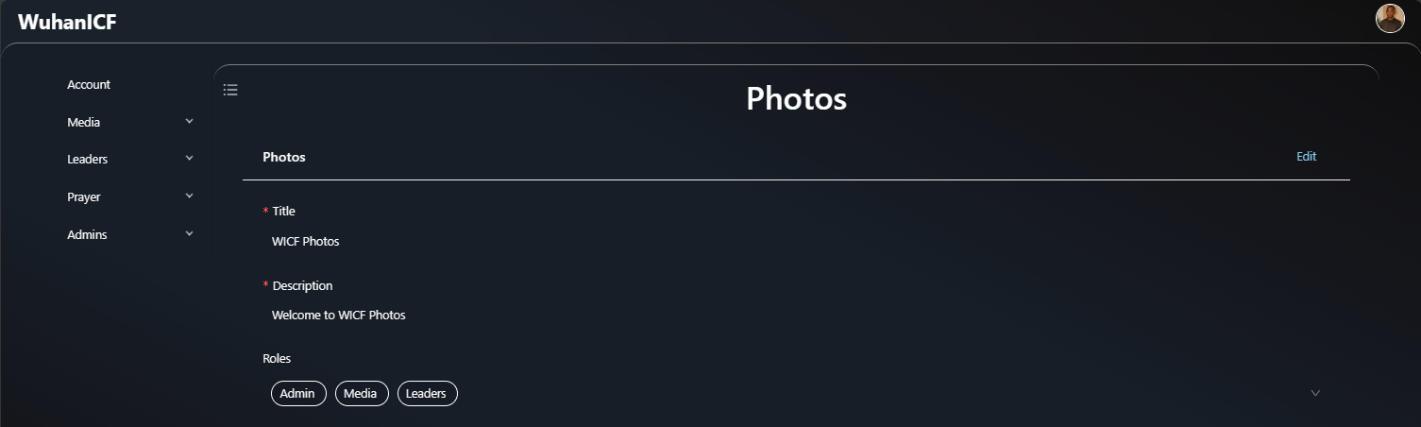 WuhanICF
Account
Media
Leaders
Prayer
Admins
Photos
Photos
Edit
* Title
WICF Photos
* Description
Welcome to WICF Photos
Roles
Admin Media Leaders